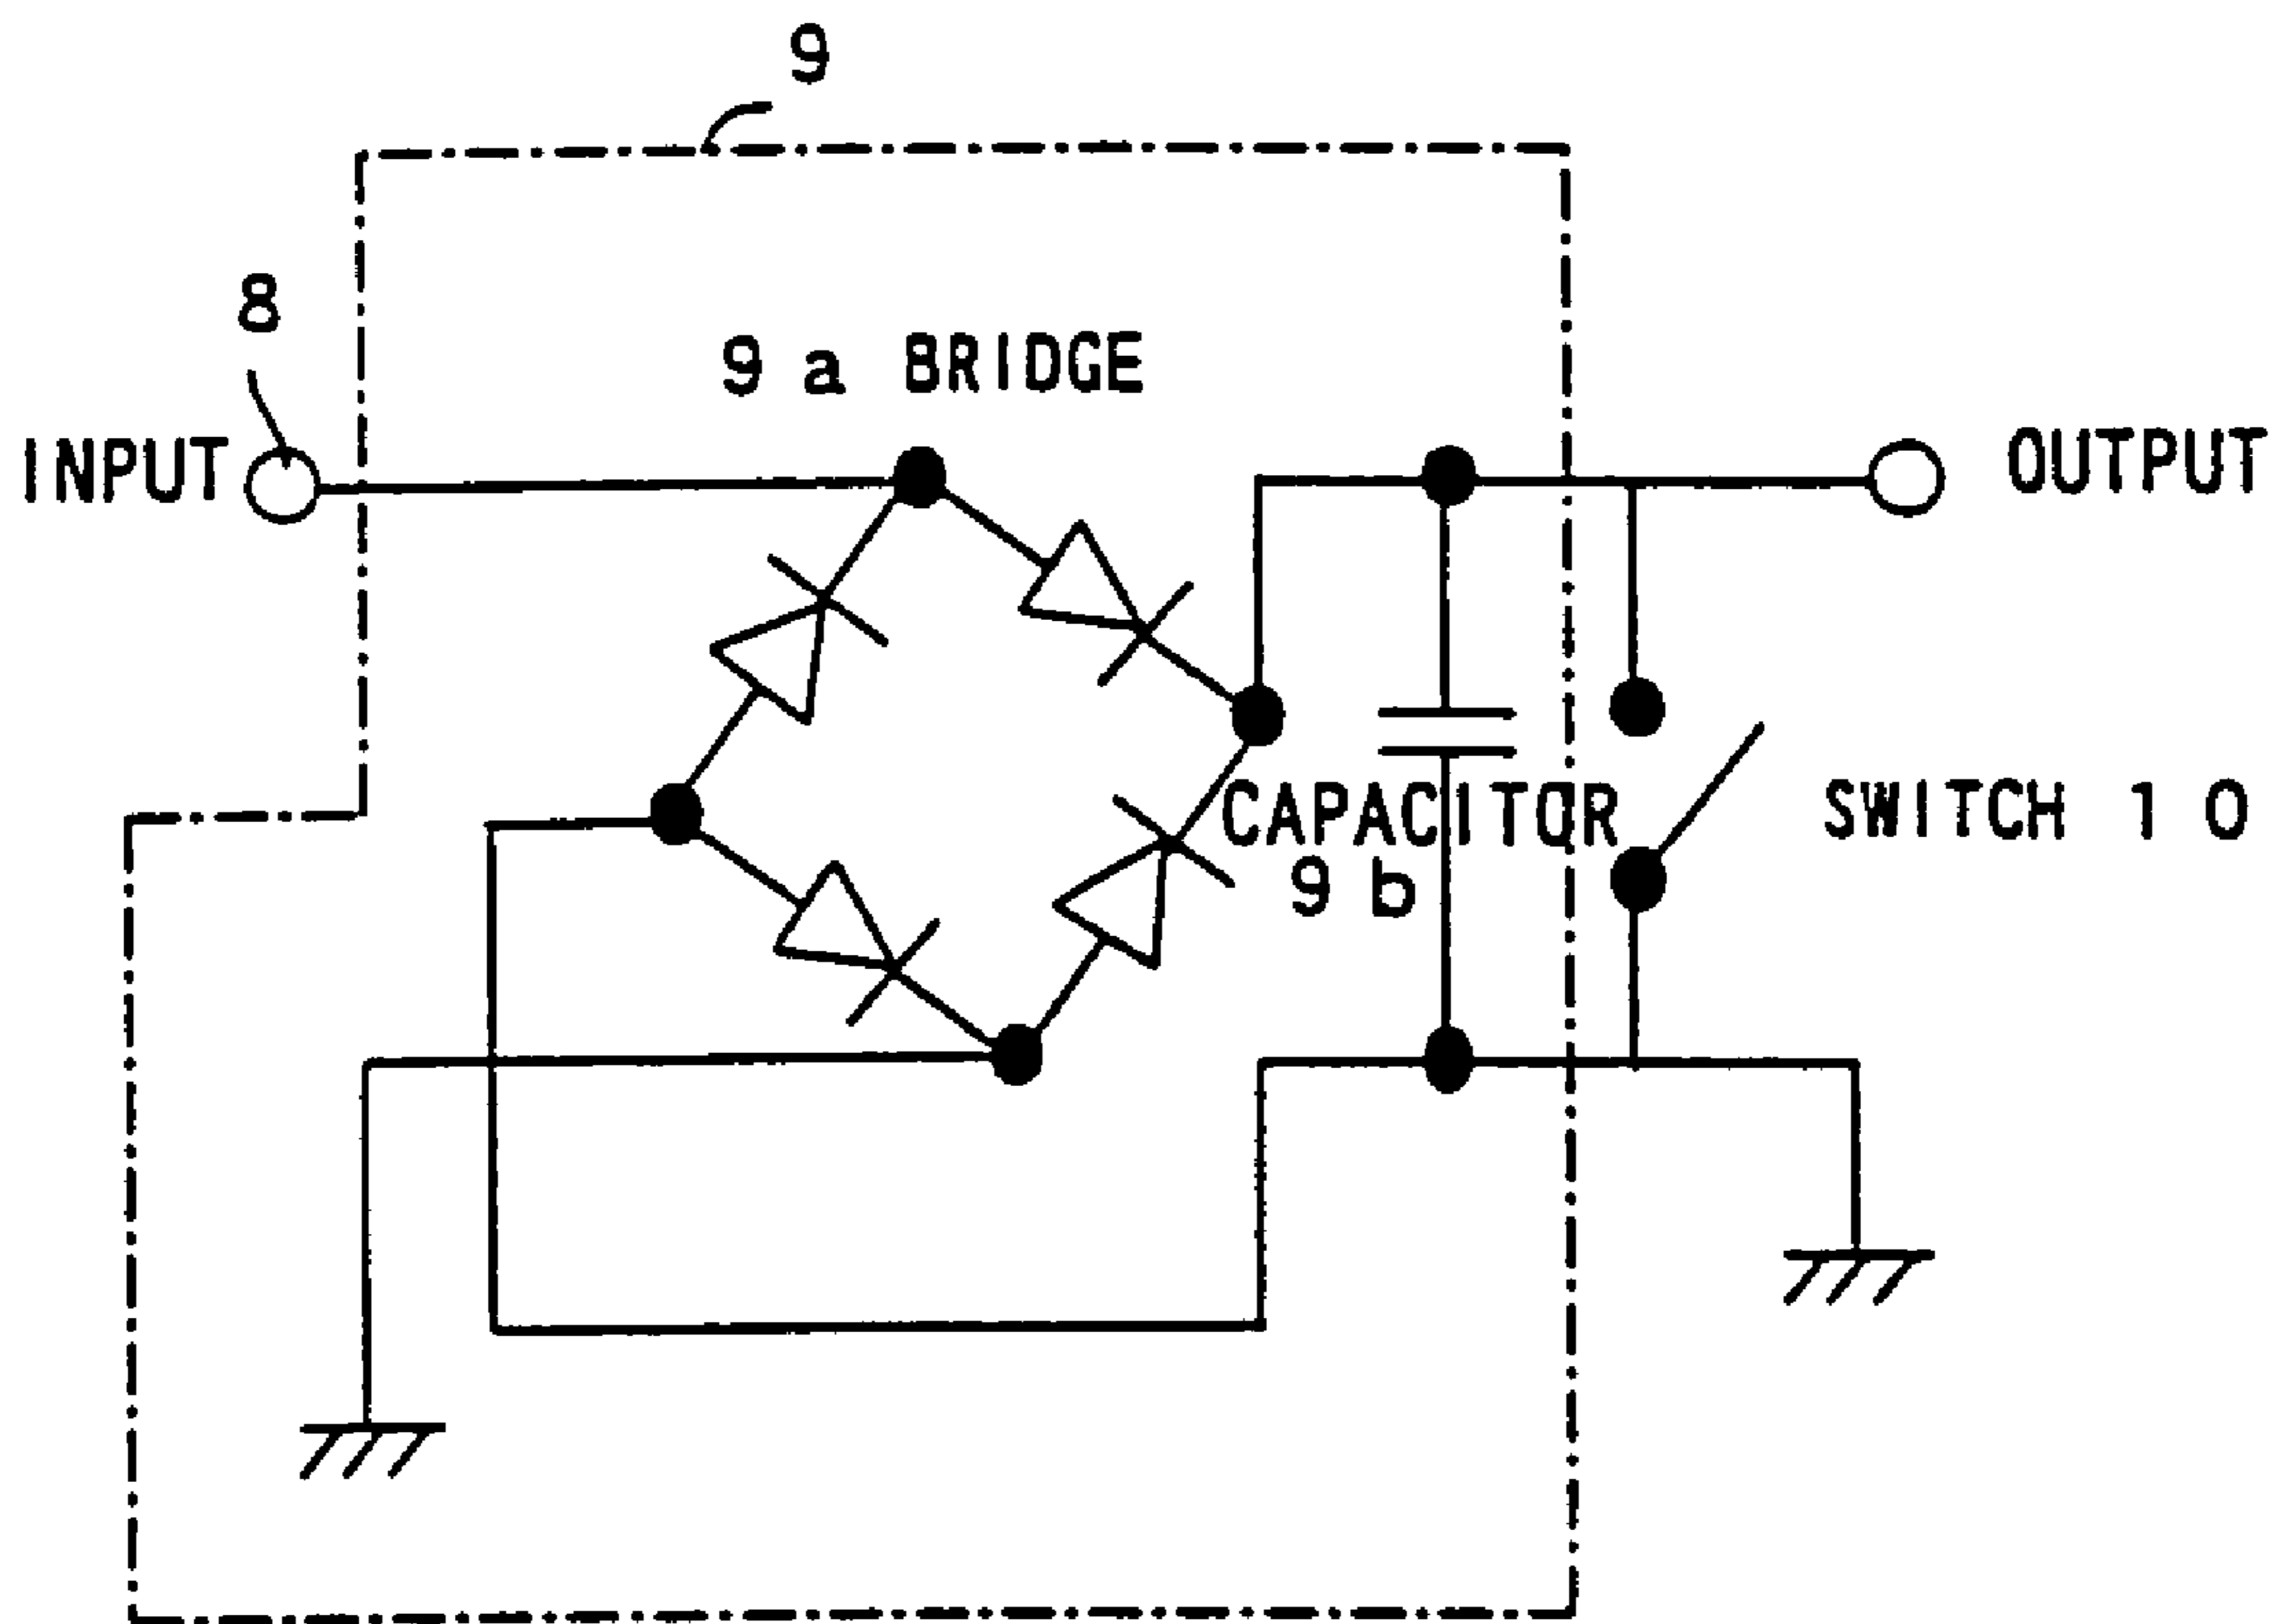 9
8
9 a BRIDGE
INPUT
OUTPUT
CAPACITOR
9 b
SWITCH 1 0